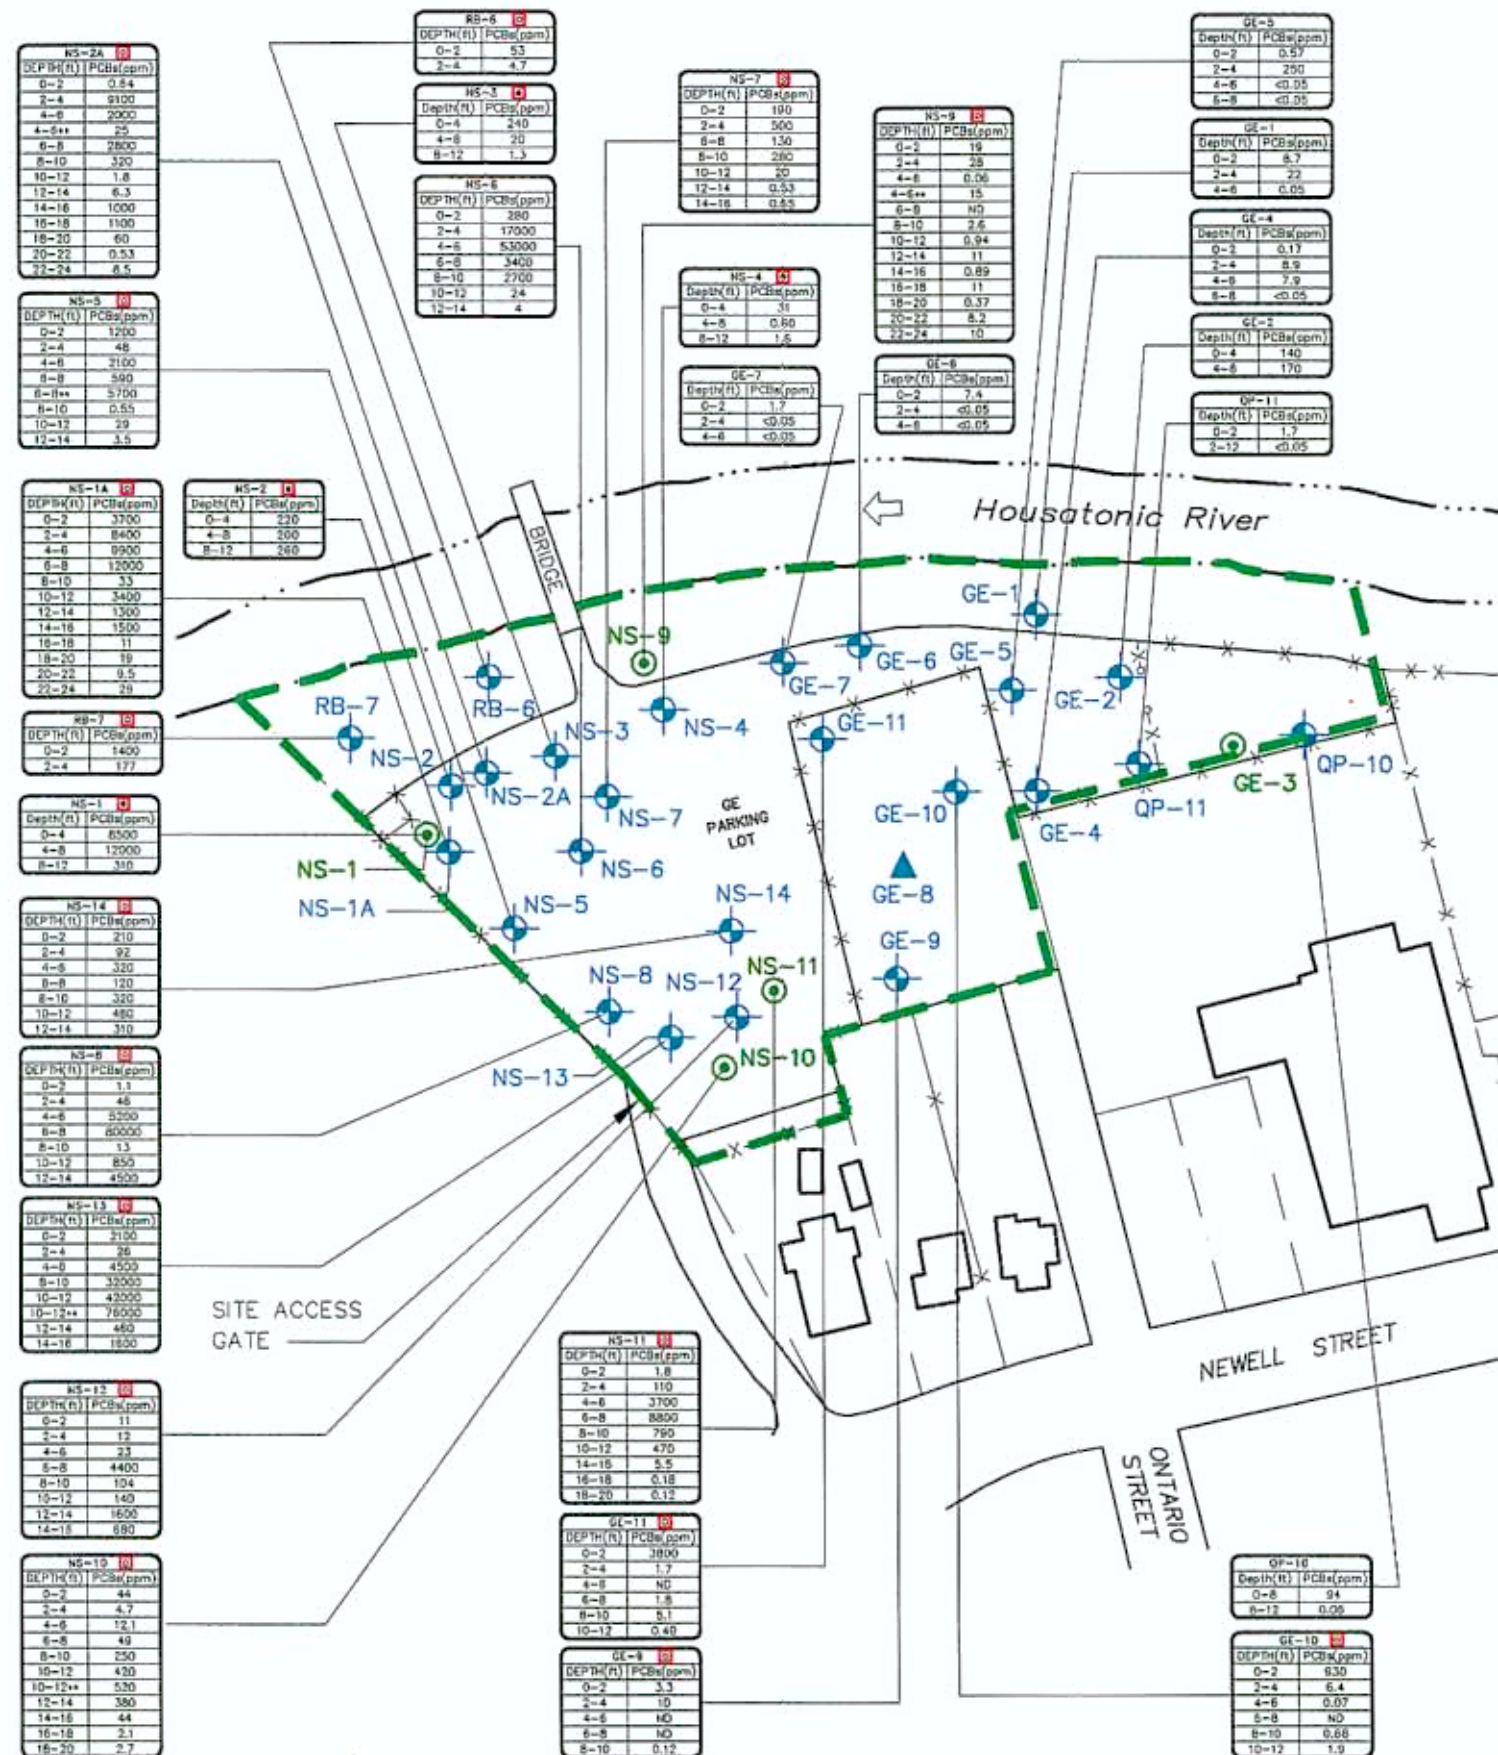 RB-6
DEPTH(ft) PCBs(ppm)
0-2 53
2-4 4.7
NS-3
Depth(ft) PCBs(ppm)
0-4 240
4-8 20
8-12 1.3
NS-6
DEPTH(ft) PCBs(ppm)
0-2 280
2-4 17000
4-6 53000
6-8 3400
8-10 2700
10-12 24
12-14 4
NS-2A
DEPTH(ft) PCBs(ppm)
0-2
2-4 9100
4-6 2000
4-6** 25
6-8 2800
8-10 320
10-12 1.8
12-14 6.3
14-16 1000
16-18 1100
18-20 60
20-22 0.53
22-24 8.5
NS-5
DEPTH(ft) PCBs(ppm)
0-2 1200
2-4 48
4-6 2100
6-8 590
6-8** 5700
8-10 0.55
10-12 29
12-14 3.5
NS-1A
DEPTH(ft) PCBs(ppm)
0-2 3700
2-4 8400
4-6 9900
6-8 12000
8-10 33
10-12 3400
12-14 1300
14-16 1500
16-18 11
18-20 19
20-22 9.5
22-24 29
NS-2
Depth(ft) PCBs(ppm)
0-4 220
4-8 200
8-12 260
RB-7
DEPTH(ft) PCBs(ppm)
0-2 1400
2-4 177
NS-1
Depth(ft) PCBs(ppm)
0-4 8500
4-8 12000
8-12 310
NS-14
DEPTH(ft) PCBs(ppm)
0-2 210
2-4 92
4-6 320
6-8 120
8-10 320
10-12 480
12-14 310
NS-8
DEPTH(ft) PCBs(ppm)
0-2 1.1
2-4 48
4-6 5200
6-8 80000
8-10 13
10-12 850
12-14 4500
NS-13
DEPTH(ft) PCBs(ppm)
0-2 2100
2-4 26
4500
8-10 32000
10-12 42000
10-12** 76000
12-14 460
14-16 1600
NS-12
DEPTH(ft) PCBs(ppm)
0-2 11
2-4 12
4-6 23
6-8 4400
8-10 104
10-12 140
12-14 1600
14-16 680
NS-10
DEPTH(ft) PCBs(ppm)
0-2 44
2-4 4.7
4-6 12.1
6-8 49
8-10 250
10-12 420
10-12** 520
12-14 380
14-16 44
16-18 2.1
18-20 2.7
NS-7
DEPTH(ft) PCBs(ppm)
0-2 190
2-4 500
6-8 130
8-10 280
10-12 20
12-14 0.53
14-16
NS-4
Depth(ft) PCBs(ppm)
0-4 31
4-8 0.60
8-12 1.6
GE-7
Depth(ft) PCBs(ppm)
0-2 1.7
2-4 <0.05
4-6 <0.05
NS-9
DEPTH(ft) PCBs(ppm)
0-2 19
2-4 28
4-6 0.06
4-6** 15
6-8 ND
8-10 2.6
10-12 0.94
12-14 11
14-16 0.89
16-18 11
18-20 0.37
20-22 8.2
22-24 10
GE-6
Depth(ft) PCBs(ppm)
0-2 7.4
2-4 <0.05
4-6 <0.05
GE-5
Depth(ft) PCBs(ppm)
0-2 0.57
2-4 250
4-6 <0.05
6-8 <0.05
GE-1
Depth(ft) PCBs(ppm)
0-2 8.7
2-4 22
4-6 0.05
GE-4
Depth(ft) PCBs(ppm)
0-2 0.17
2-4 8.9
4-6 7.9
6-8 <0.05
GE-2
Depth(ft) PCBs(ppm)
0-4 140
4-6 170
QP-11
Depth(ft) PCBs(ppm)
0-2 1.7
2-12 <0.05
BRIDGE
Housatonic River
GE-1
NS-9
GE-6
GE-5
GE-7
GE-2
RB-7
RB-6
NS-3
NS-4
GE-11
NS-2
NS-2A
NS-7
GE
PARKING
LOT
GE-10
GE-4
QP-11
GE-3
QP-10
NS-1
NS-6
GE-8
NS-1A
NS-5
NS-14
GE-9
NS-8
NS-12
NS-11
NS-13
NS-10
SITE ACCESS
GATE
NEWELL STREET
ONTARIO
STREET
NS-11
DEPTH(ft) PCBs(ppm)
0-2 1.8
2-4 110
4-6 3700
6-8 8800
8-10 790
10-12 470
14-16 5.5
16-18 0.18
18-20 0.12
GE-11
DEPTH(ft) PCBs(ppm)
0-2 3800
2-4 1.7
4-6 ND
6-8 1.8
8-10 5.1
10-12 0.49
GE-9
DEPTH(ft) PCBs(ppm)
0-2 3.3
2-4 10
4-6 ND
6-8 ND
8-10 0.12
QP-10
Depth(ft) PCBs(ppm)
94
-12 0.05
GE-10
DEPTH(ft) PCBs(ppm)
0-2 930
2-4 6.4
4-6 0.07
6-8 ND
8-10 0.68
10-12 1.9